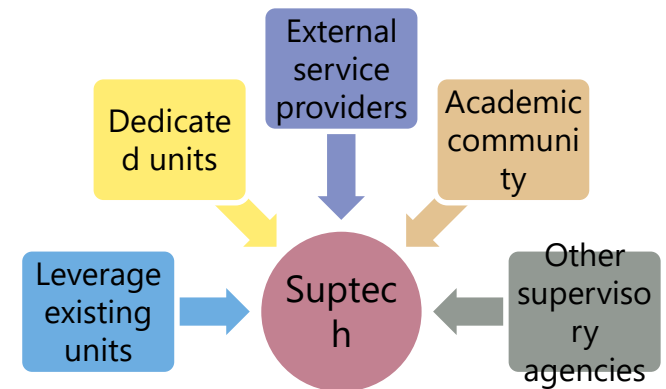 External
service
providers
Dedicate
d units
Academic
communi
ty
Leverage
existing
units
Suptec
h
Other
superviso
ry
agencies